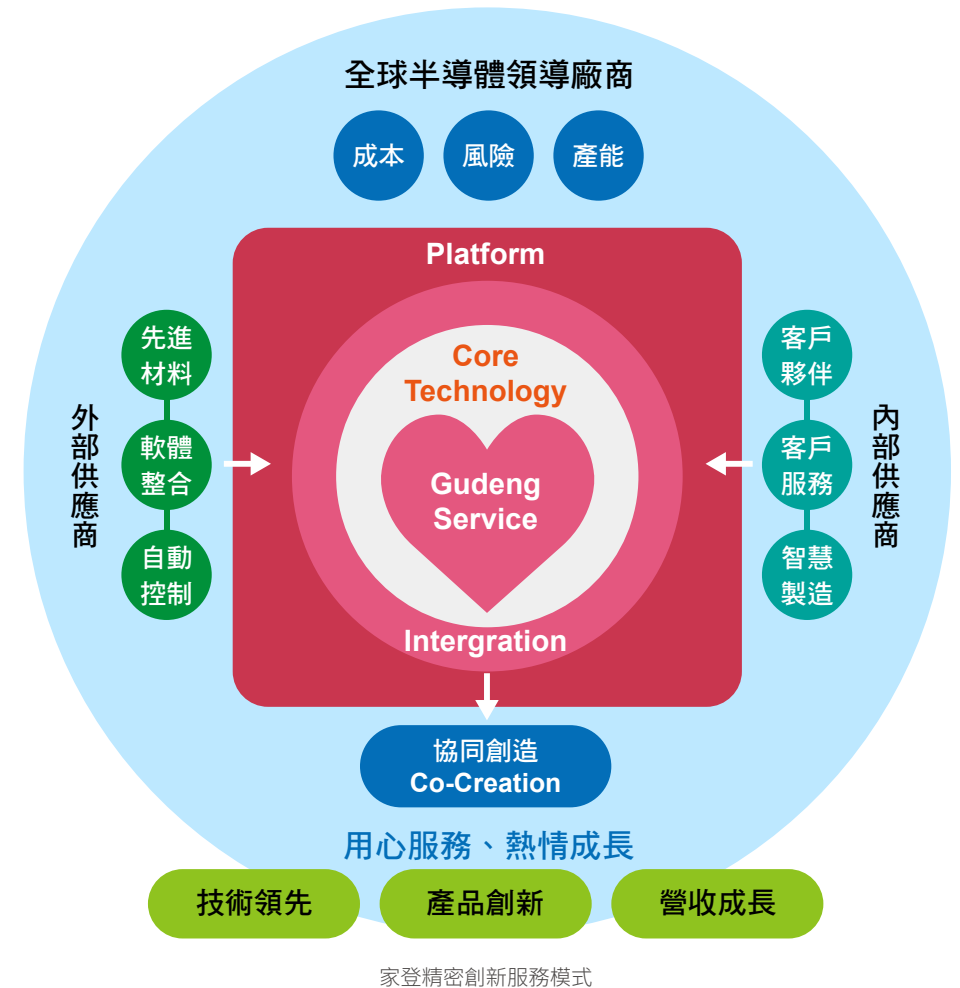 全球半導體領導廠商
成本
風險
產能
Platform
Core
Technology
Gudeng
Service
Intergration
外部供應商
先進
材料
軟體
整合
自動
控制
客戶
夥伴
客戶
服務
智慧
製造
內部供應商
協同創造
Co-Creation
用心服務、熱情成長
技術領先
產品創新
營收成長
家登精密創新服務模式